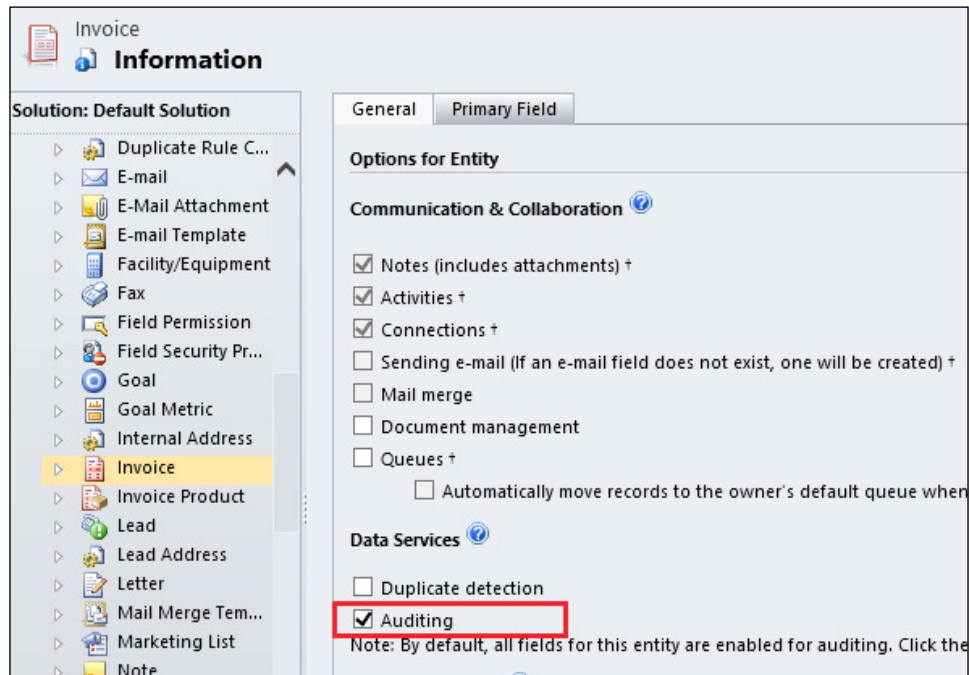 Invoice
Information
Solution: Default Solution
Duplicate Rule C...
E-mail
E-Mail Attachment
E-mail Template
Facility/Equipment
Fax
Field Permission
Field Security Pr...
Goal
Goal Metric
Internal Address
Invoice
Invoice Product
Lead
Lead Address
Letter
Mail Merge Tem...
Marketing List
Note
General
Primary Field
Options for Entity
Communication & Collaboration
Notes (includes attachments) †
Activities †
Connections †
Sending e-mail (If an e-mail field does not exist, one will be created) †
Mail merge
Document management
Queues †
Automatically move records to the owner's default queue when
Data Services
Duplicate detection
Auditing
Note: By default, all fields for this entity are enabled for auditing. Click the